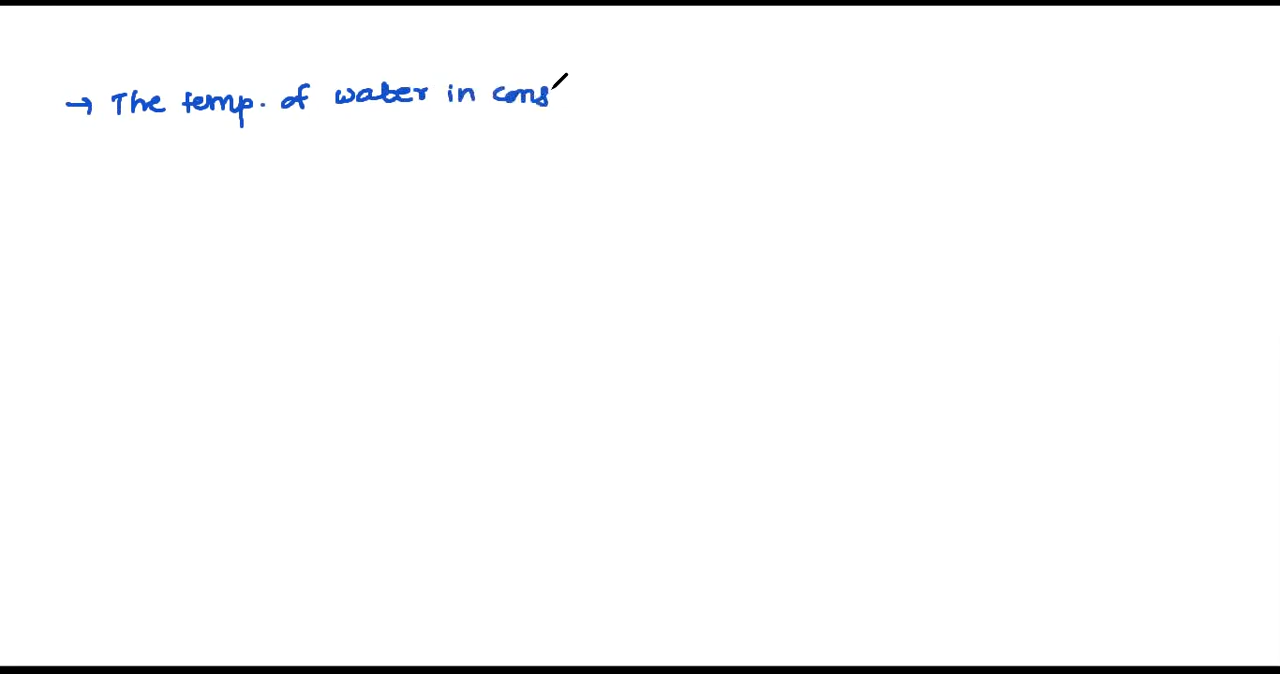 → The temp. of water in cons